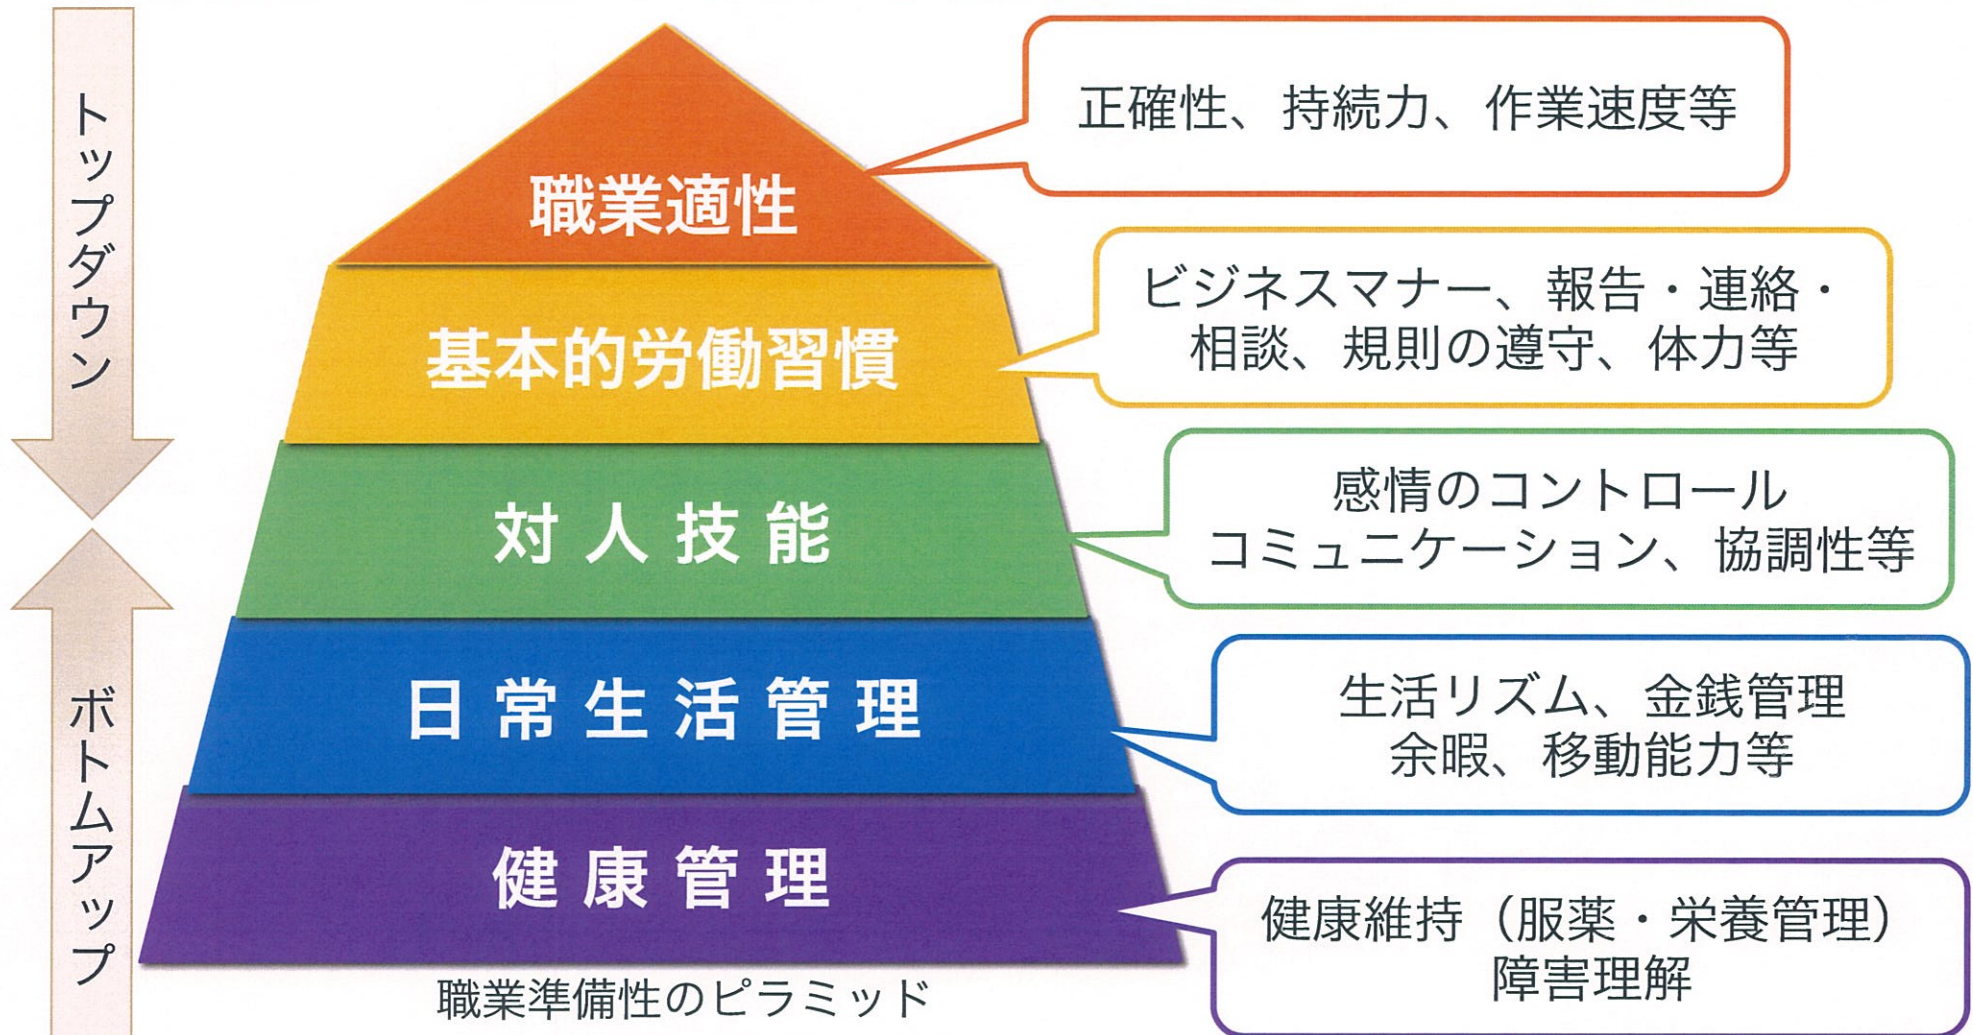 トップダウン
ボトムアップ
職業適性
正確性、持続力、作業速度等
基本的労働習慣
ビジネスマナー、報告・連絡・
相談、規則の遵守、体力等
対人技能
感情のコントロール
コミュニケーション、協調性等
日常生活管理
生活リズム、金銭管理
余暇、移動能力等
健康管理
健康維持（服薬・栄養管理）
障害理解
職業準備性のピラミッド